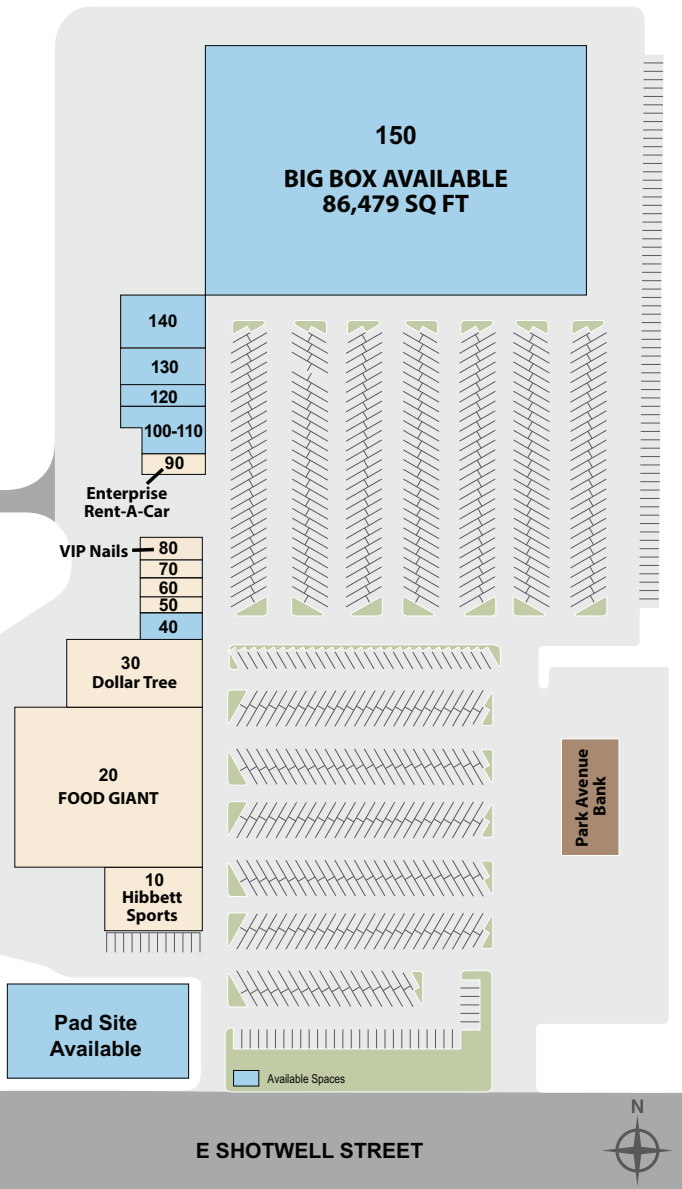 150
BIG BOX AVAILABLE
86,479 SQ FT
140
130
120
100-110
90
Enterprise
Rent-A-Car
VIP Nails
80
70
60
50
40
30
Dollar Tree
20
FOOD GIANT
10
Hibbett
Sports
Park Avenue
Bank
Pad Site
Available
Available Spaces
E SHOTWELL STREET
N